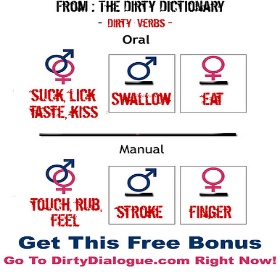 FROM : THE DIRTY DICTIONARY
- DIRTY VERBS -
Oral
SUCK, LICK
TASTE, KISS
SWALLOW
EAT
Manual
TOUCH, RUB,
FEEL
STROKE
FINGER
Get This Free Bonus
Go To DirtyDialogue.com Right Now!